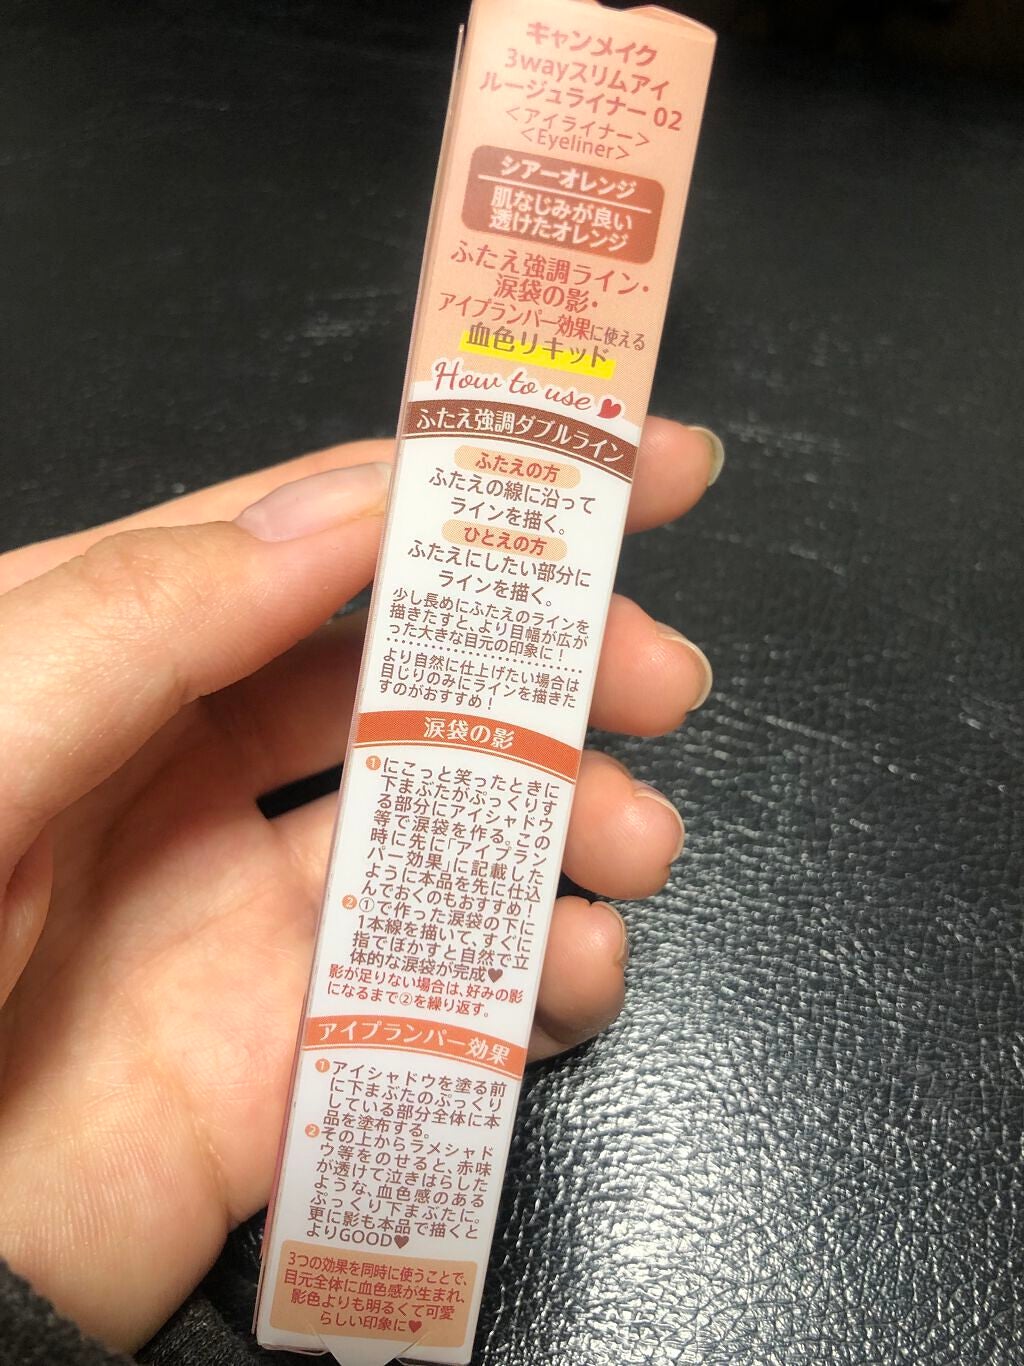 キャンメイク
3wayスリムアイ
ルージュライナー 02
<アイライナー>
<Eyeliner>
シアーオレンジ
肌なじみが良い
透けたオレンジ
ふたえ強調ライン・
涙袋の影・
アイプランパー効果に使える
血色リキッド
How to use
ふたえ強調ダブルライン
ふたえの方
ふたえの線に沿って
ラインを描く。
ひとえの方
ふたえにしたい部分に
ラインを描く。
少し長めにふたえのラインを
描きたすと、より目幅が広が
った大きな目元の印象に!
より自然に仕上げたい場合は
目じりのみにラインを描きた
すのがおすすめ!
涙袋の影
❶にこっと笑ったときに
下まぶたがぷっくりす
る部分にアイシャドウ
等で涙袋を作る。この
時に先に「アイプラン
パー効果」に記載した
ように本品を先に仕込
んでおくのもおすすめ!
❷①で作った涙袋の下に
1本線を描いて、すぐに
指でぼかすと自然で立
体的な涙袋が完成♥
影が足りない場合は、好みの影
になるまで②を繰り返す。
アイプランパー効果
❶アイシャドウを塗る前
に下まぶたのぷっくり
している部分全体に本
品を塗布する。
❷その上からラメシャド
ウ等をのせると、赤味
が透けて泣きはらした
ような、血色感のある
ぷっくり下まぶたに。
更に影も本品で描くと
よりGOOD♥
3つの効果を同時に使うことで、
目元全体に血色感が生まれ、
影色よりも明るくて可愛
らしい印象に♥